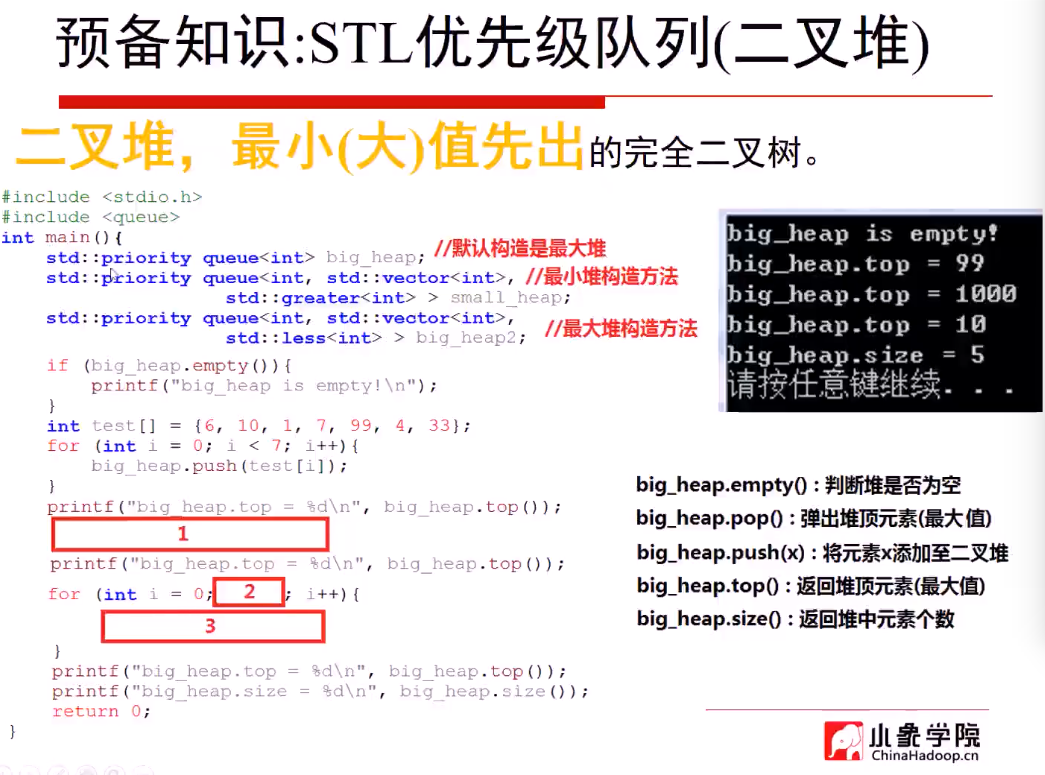 预备知识:STL优先级队列(二叉堆)
二叉堆，最小(大)值先出的完全二叉树。
#include <stdio.h>
#include <queue>
int main(){
std::priority queue<int> big_heap; //默认构造是最大堆
std::priority queue<int, std::vector<int>, //最小堆构造方法
std::greater<int> > small_heap;
std::priority queue<int, std::vector<int>,
std::less<int> > big_heap2; //最大堆构造方法
if (big_heap.empty()){
printf("big_heap is empty!\n");
}
int test[] = {6, 10, 1, 7, 99, 4, 33};
for (int i = 0; i < 7; i++){
big_heap.push(test[i]);
}
printf("big_heap.top = %d\n", big_heap.top());
1
printf("big_heap.top = %d\n", big_heap.top());
for (int i = 0; 2 ; i++){
3
}
printf("big_heap.top = %d\n", big_heap.top());
printf("big_heap.size = %d\n", big_heap.size());
return 0;
}
big_heap is empty!
big_heap.top = 99
big_heap.top = 1000
big_heap.top = 10
big_heap.size = 5
请按任意键继续. . .
big_heap.empty() : 判断堆是否为空
big_heap.pop() : 弹出堆顶元素(最大值)
big_heap.push(x) : 将元素x添加至二叉堆
big_heap.top() : 返回堆顶元素(最大值)
big_heap.size() : 返回堆中元素个数
小象学院
ChinaHadoop.cn